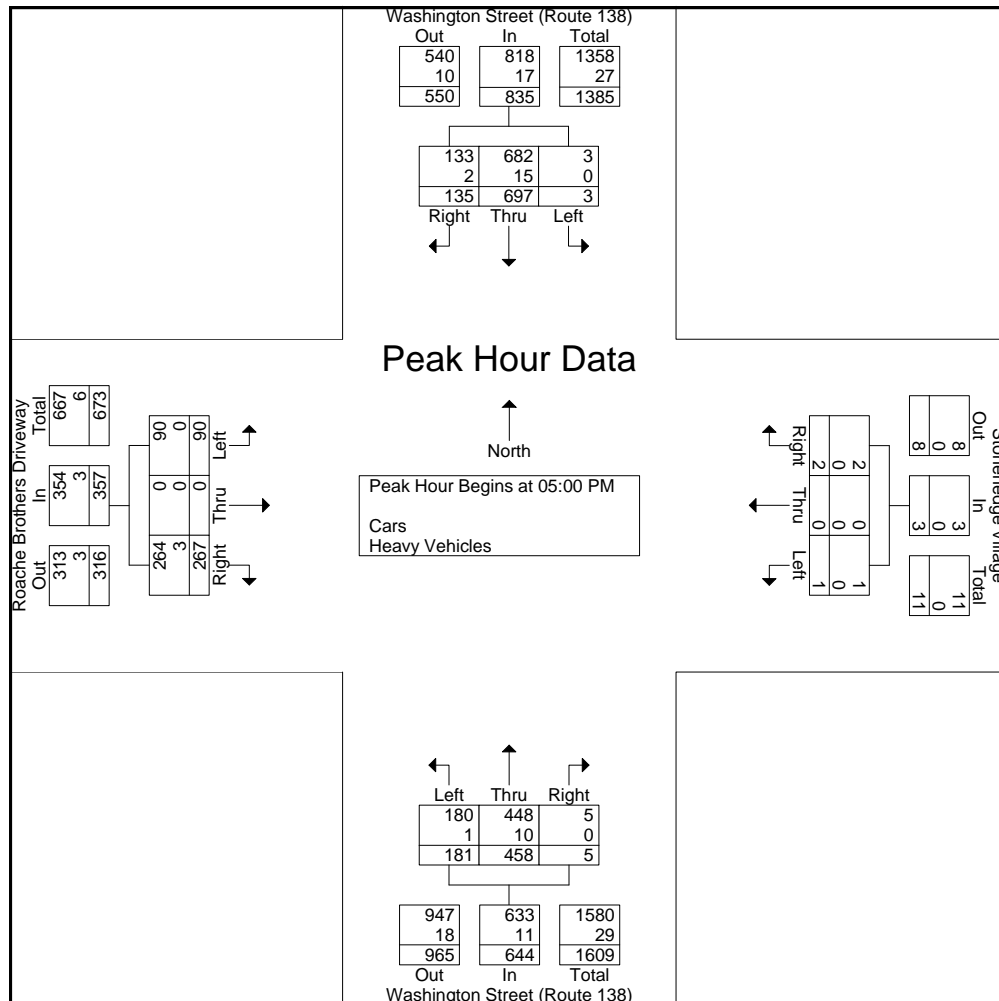 Washington Street (Route 138)
Out In Total
540 818 1358
10 17 27
550 835 1385
133 682 3
2 15 0
135 697 3
Right Thru Left
Peak Hour Data
North
Peak Hour Begins at 05:00 PM
Cars
Heavy Vehicles
Roache Brothers Driveway
Out In Total
313 354 667
3 3 6
316 357 673
Right Thru Left
264 0 90
3 0 0
267 0 90
Stonehedge Village
Out In Total
8 3 11
0 0 0
8 3 11
Right Thru Left
2 0 1
0 0 0
2 0 1
Left Thru Right
180 448 5
1 10 0
181 458 5
947 633 1580
18 11 29
965 644 1609
Out In Total
Washington Street (Route 138)